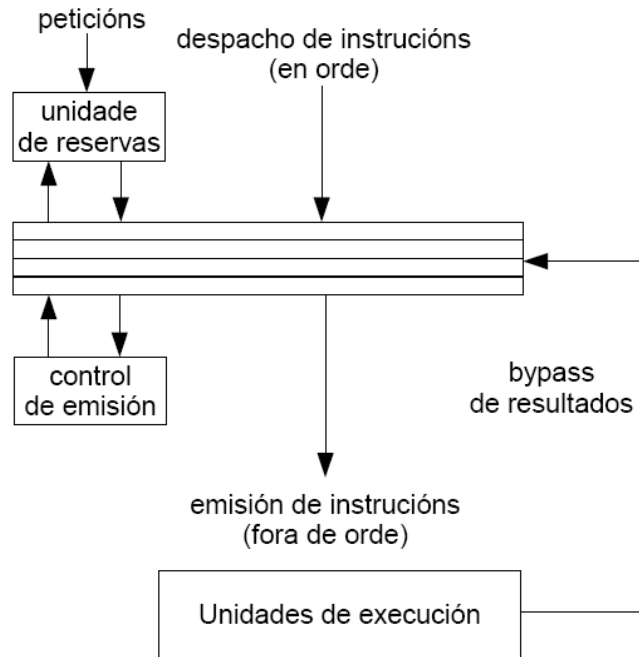 peticións
despacho de instrucións
(en orde)
unidade
de reservas
control
de emisión
bypass
de resultados
emisión de instrucións
(fora de orde)
Unidades de execución